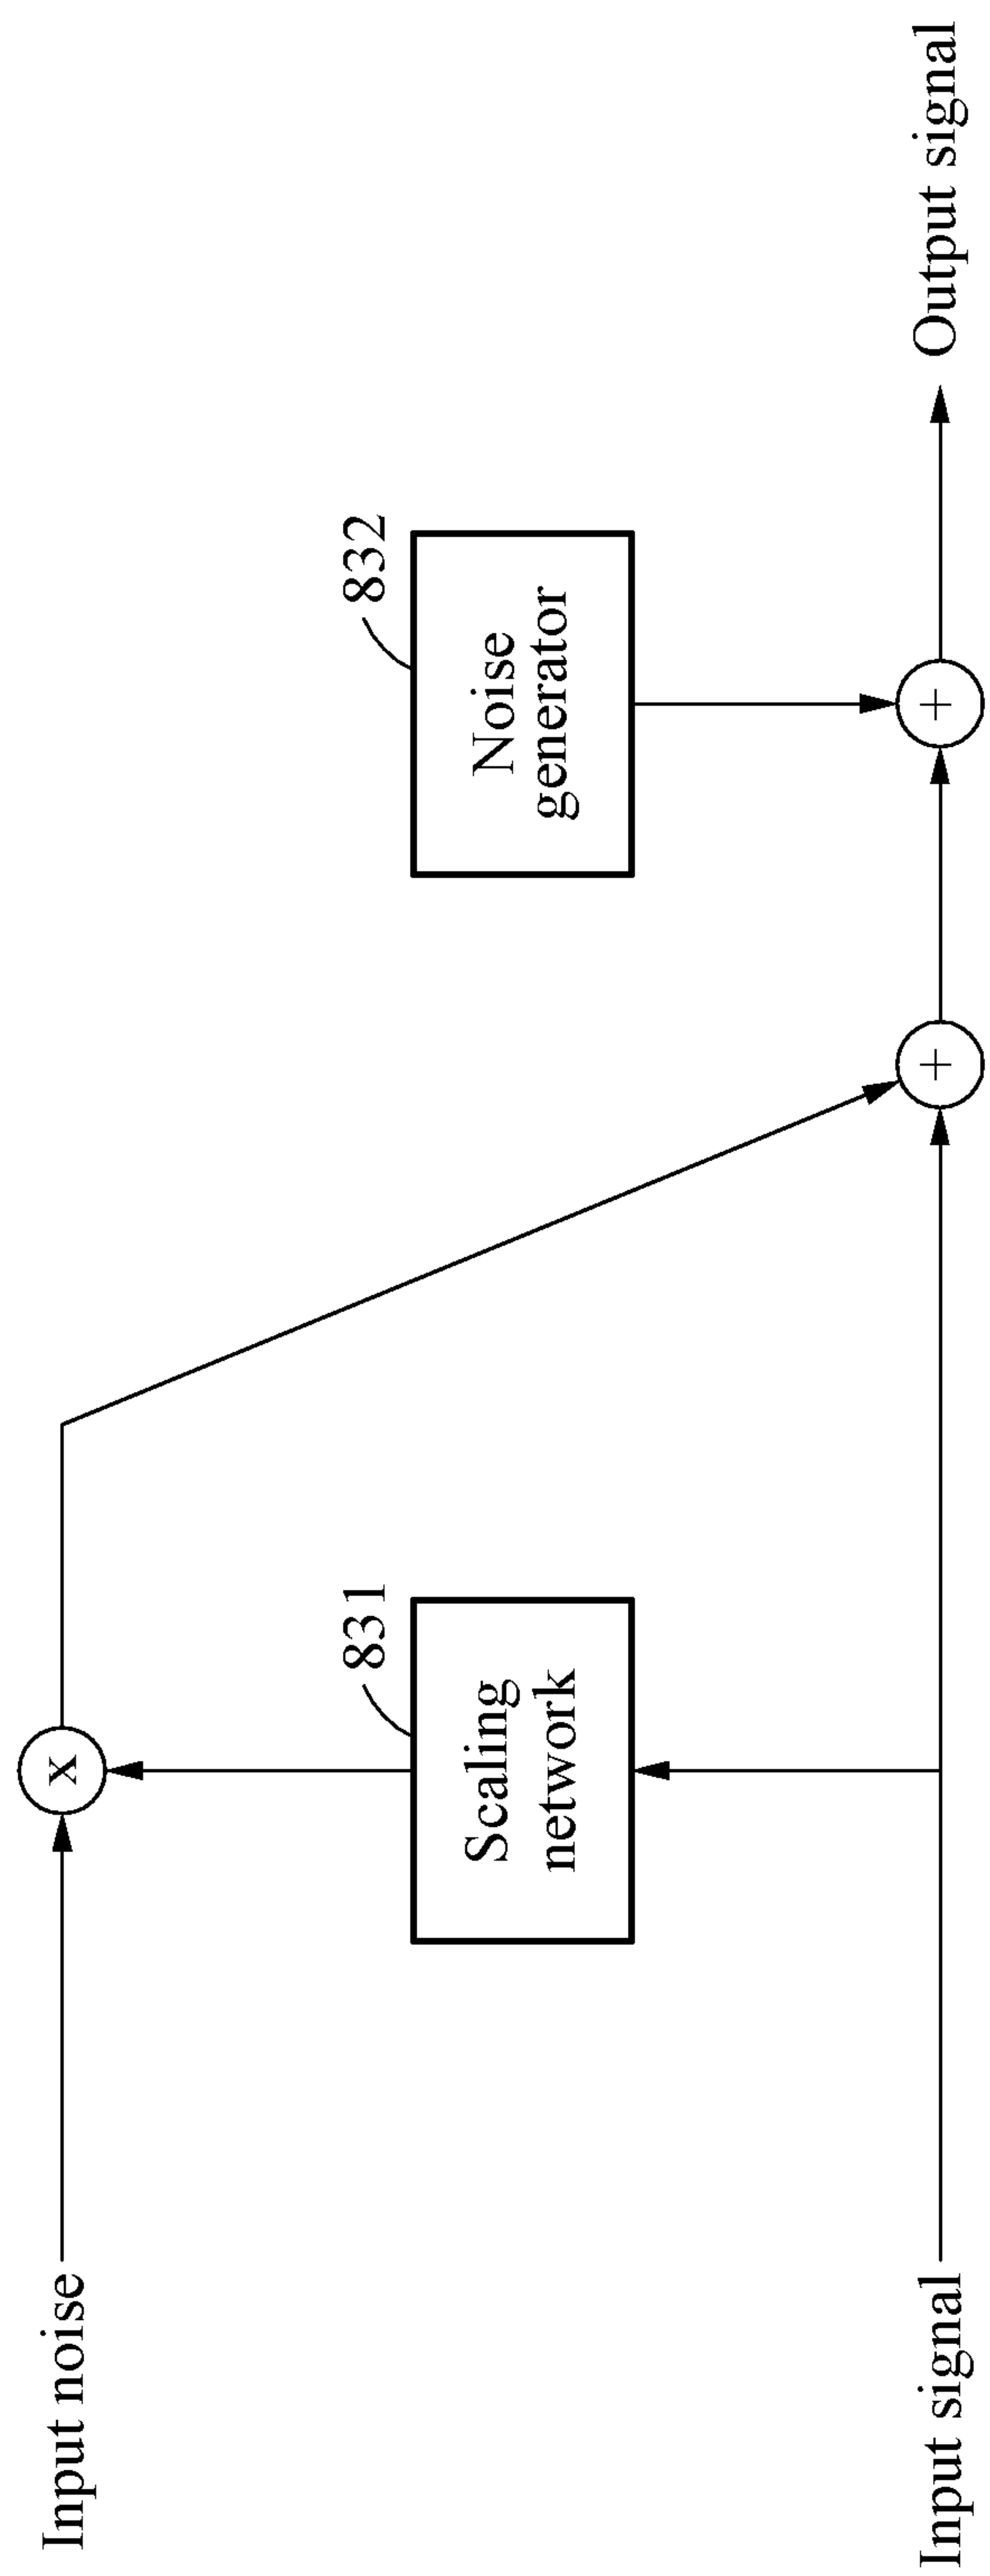 Input noise
x
831
Scaling
network
832
Noise
generator
Input signal
+
+
Output signal